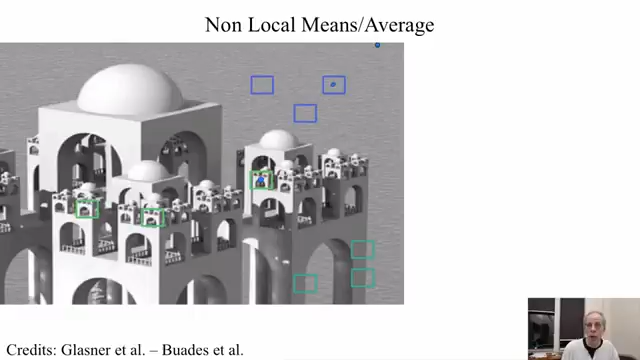 Non Local Means/Average
Credits: Glasner et al. – Buades et al.